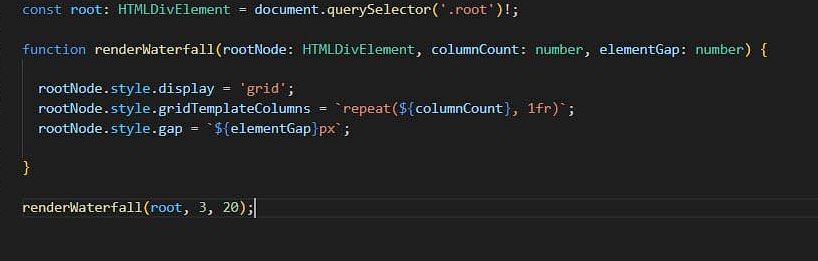 const root: HTMLDivElement = document.querySelector('.root')!;
function renderWaterfall(rootNode: HTMLDivElement, columnCount: number, elementGap: number) {
rootNode.style.display = 'grid';
rootNode.style.gridTemplateColumns = `repeat(${columnCount}, 1fr)`;
rootNode.style.gap = `${elementGap}px`;
}
renderWaterfall(root, 3, 20);